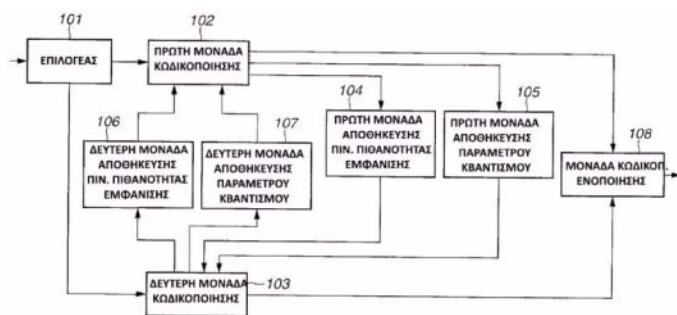 101
ΕΠΙΛΟΓΕΑΣ
102
ΠΡΩΤΗ ΜΟΝΑΔΑ
ΚΩΔΙΚΟΠΟΙΗΣΗΣ
104
ΠΡΩΤΗ ΜΟΝΑΔΑ
ΑΠΟΘΗΚΕΥΣΗΣ
ΠΙΝ. ΠΙΘΑΝΟΤΗΤΑΣ
ΕΜΦΑΝΙΣΗΣ
105
ΠΡΩΤΗ ΜΟΝΑΔΑ
ΑΠΟΘΗΚΕΥΣΗΣ
ΠΑΡΑΜΕΤΡΟΥ
ΚΒΑΝΤΙΣΜΟΥ
106
ΔΕΥΤΕΡΗ ΜΟΝΑΔΑ
ΑΠΟΘΗΚΕΥΣΗΣ
ΠΙΝ. ΠΙΘΑΝΟΤΗΤΑΣ
ΕΜΦΑΝΙΣΗΣ
107
ΔΕΥΤΕΡΗ ΜΟΝΑΔΑ
ΑΠΟΘΗΚΕΥΣΗΣ
ΠΑΡΑΜΕΤΡΟΥ
ΚΒΑΝΤΙΣΜΟΥ
108
ΜΟΝΑΔΑ ΚΩΔΙΚΟΠ.
ΕΝΟΠΟΙΗΣΗΣ
ΔΕΥΤΕΡΗ ΜΟΝΑΔΑ
ΚΩΔΙΚΟΠΟΙΗΣΗΣ
103